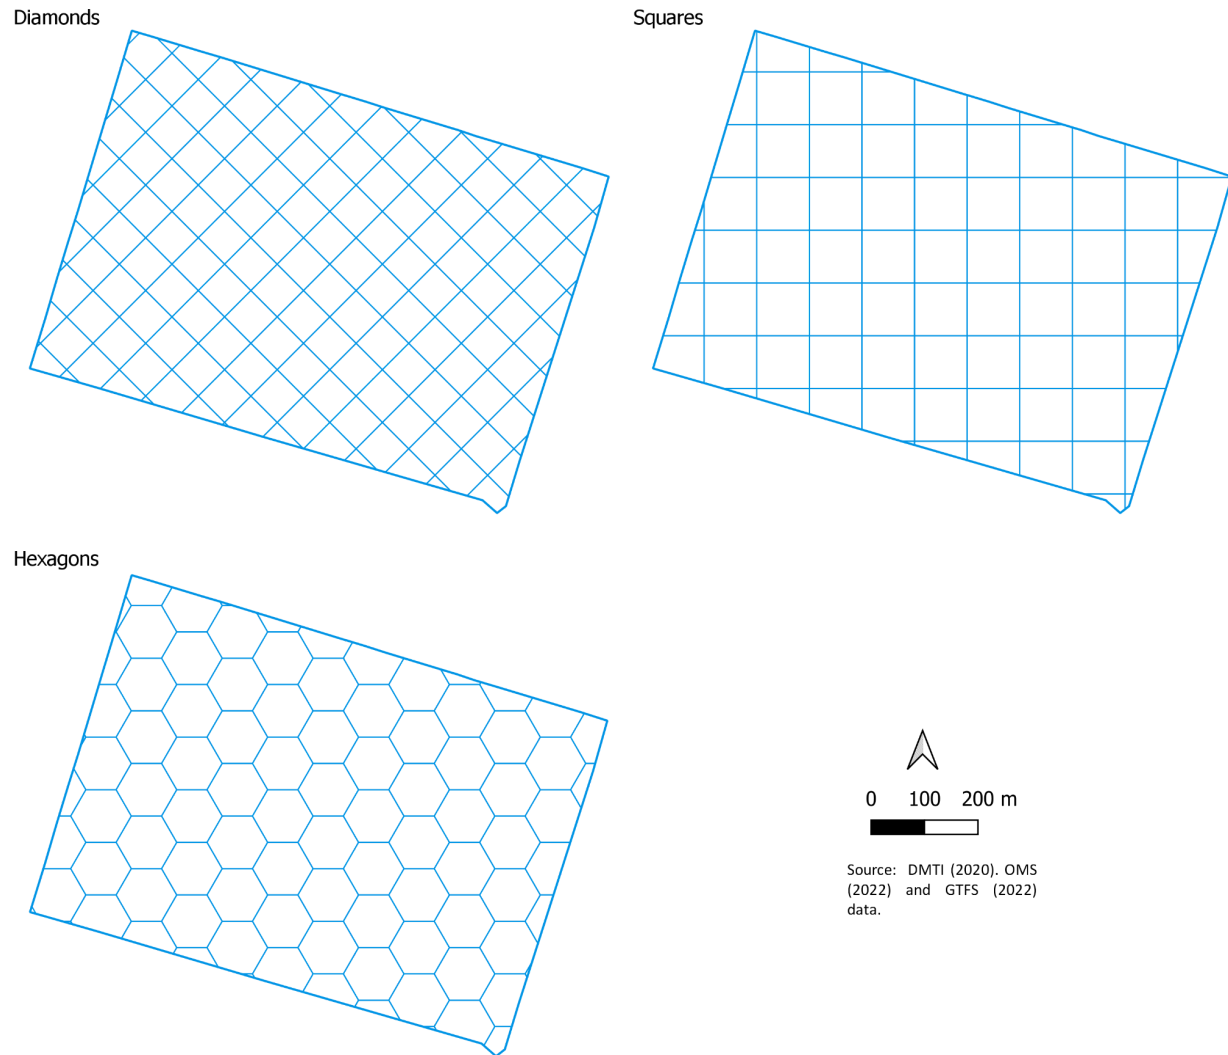 Diamonds
Squares
Hexagons
0 100 200 m
Source: DMTI (2020). OMS
(2022) and GTFS (2022)
data.